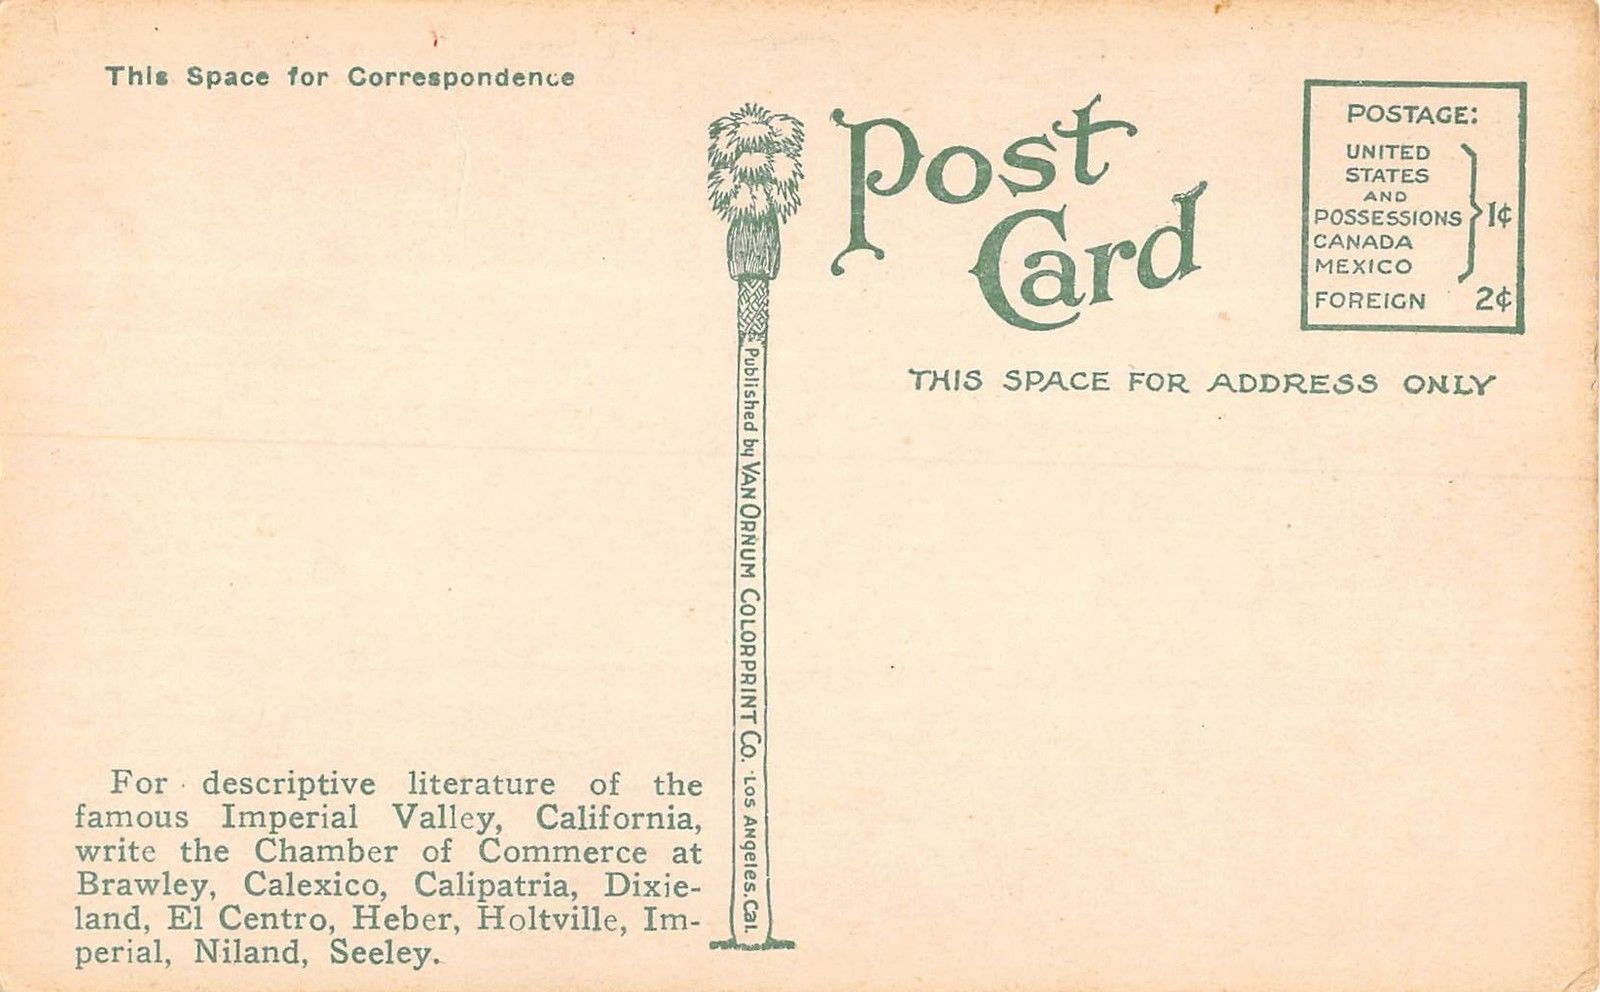 This Space for Correspondence
Post
Card
POSTAGE:
UNITED
STATES
AND
POSSESSIONS
CANADA
MEXICO
1¢
FOREIGN 2¢
THIS SPACE FOR ADDRESS ONLY
Published by VAN ORNUM COLORPRINT CO. Los Angeles, Cal.
For descriptive literature of the
famous Imperial Valley, California,
write the Chamber of Commerce at
Brawley, Calexico, Calipatria, Dixie-
land, El Centro, Heber, Holtville, Im-
perial, Niland, Seeley.